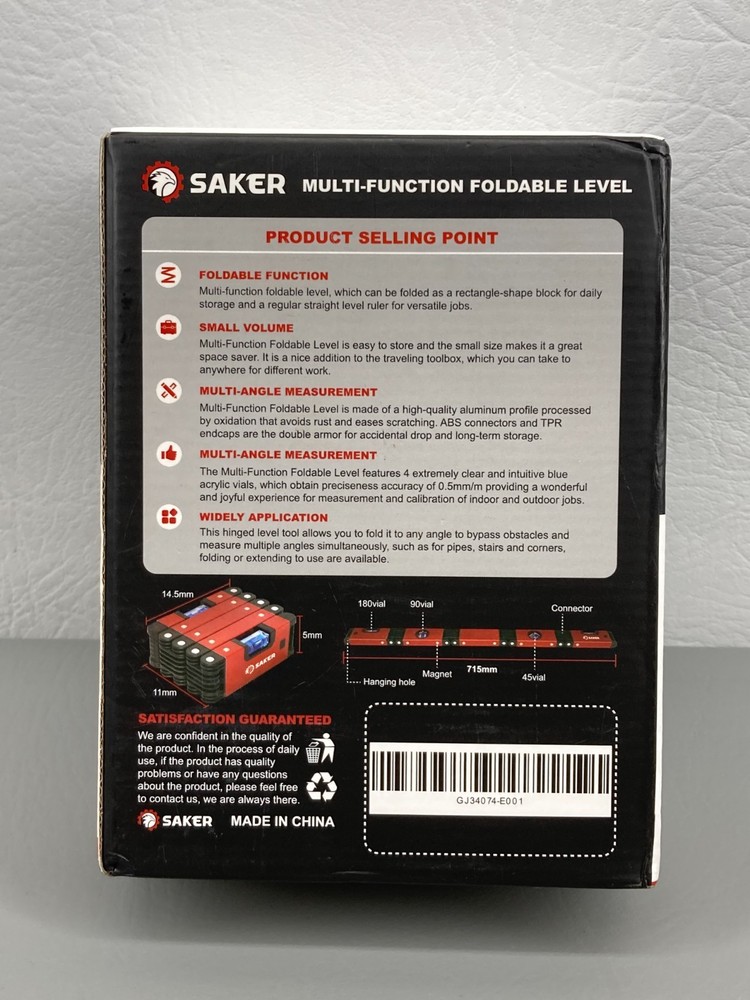 SAKER MULTI-FUNCTION FOLDABLE LEVEL
PRODUCT SELLING POINT
FOLDABLE FUNCTION
Multi-function foldable level, which can be folded as a rectangle-shape block for daily
storage and a regular straight level ruler for versatile jobs.
SMALL VOLUME
Multi-Function Foldable Level is easy to store and the small size makes it a great
space saver. It is a nice addition to the traveling toolbox, which you can take to
anywhere for different work.
MULTI-ANGLE MEASUREMENT
Multi-Function Foldable Level is made of a high-quality aluminum profile processed
by oxidation that avoids rust and eases scratching. ABS connectors and TPR
endcaps are the double armor for accidental drop and long-term storage.
MULTI-ANGLE MEASUREMENT
The Multi-Function Foldable Level features 4 extremely clear and intuitive blue
acrylic vials, which obtain preciseness accuracy of 0.5mm/m providing a wonderful
and joyful experience for measurement and calibration of indoor and outdoor jobs.
WIDELY APPLICATION
This hinged level tool allows you to fold it to any angle to bypass obstacles and
measure multiple angles simultaneously, such as for pipes, stairs and corners,
folding or extending to use are available.
14.5mm
5mm
11mm
SAKER
180vial 90vial Connector
Hanging hole Magnet 715mm 45vial
SATISFACTION GUARANTEED
We are confident in the quality of
the product. In the process of daily
use, if the product has quality
problems or have any questions
about the product, please feel free
to contact us, we are always there.
SAKER MADE IN CHINA
GJ34074-E001